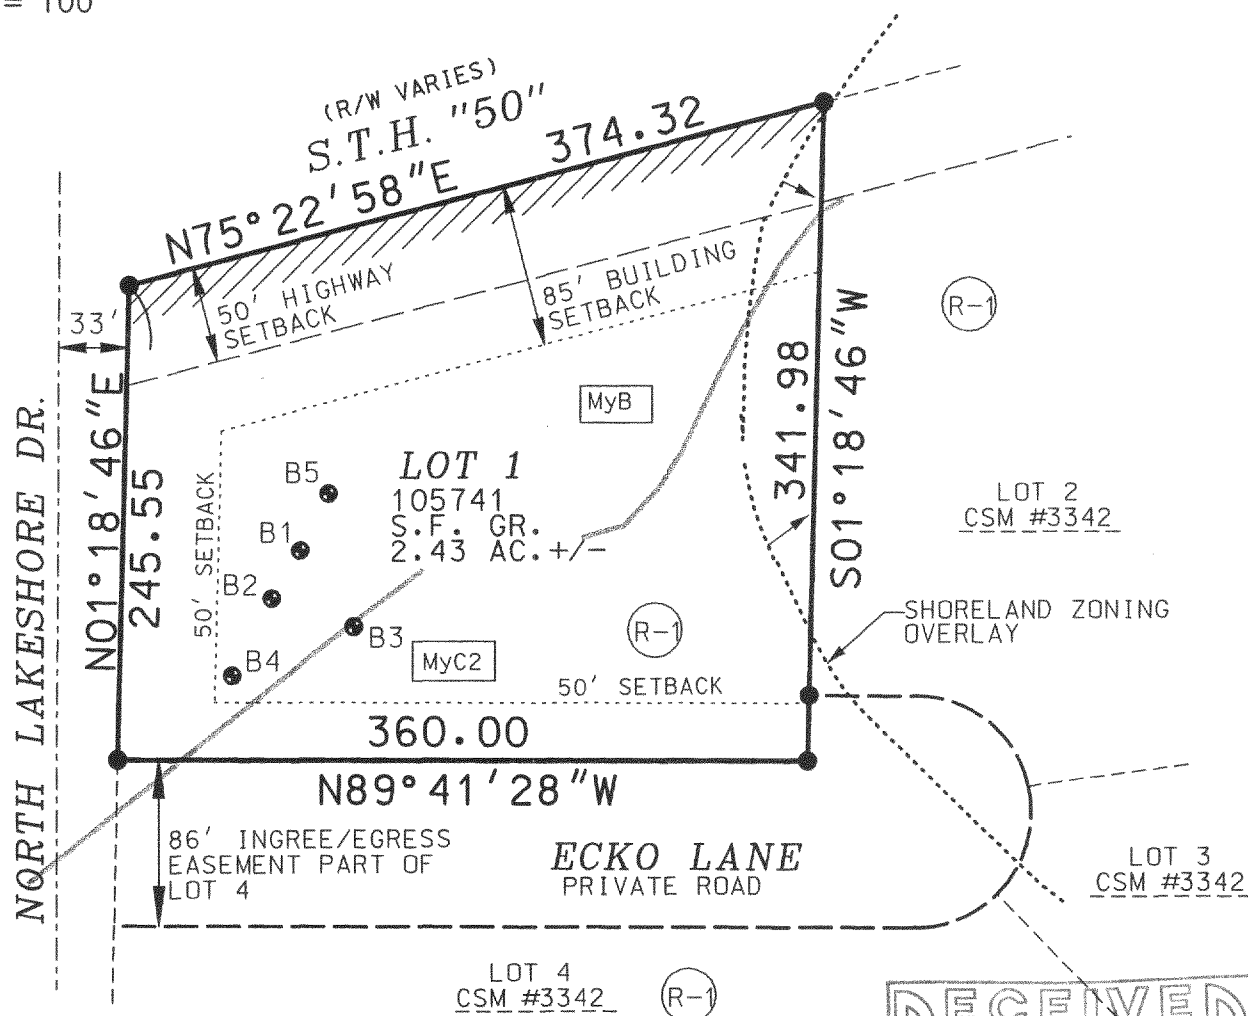 = 100'
(R/W VARIES)
S.T.H. "50"
N75°22'58"E
374.32
33'
50' HIGHWAY
SETBACK
85' BUILDING
SETBACK
R-1
NORTH LAKESHORE DR.
N01°18'46"E
245.55
50' SETBACK
MyB
LOT 1
105741
S.F. GR.
2.43 AC.+/-
B5
B1
B2
B3
B4
MyC2
R-1
341.98
S01°18'46"W
LOT 2
CSM #3342
SHORELAND ZONING
OVERLAY
50' SETBACK
360.00
N89°41'28"W
86' INGREE/EGRESS
EASEMENT PART OF
LOT 4
ECKO LANE
PRIVATE ROAD
LOT 3
CSM #3342
LOT 4
CSM #3342
R-1
RECEIVED